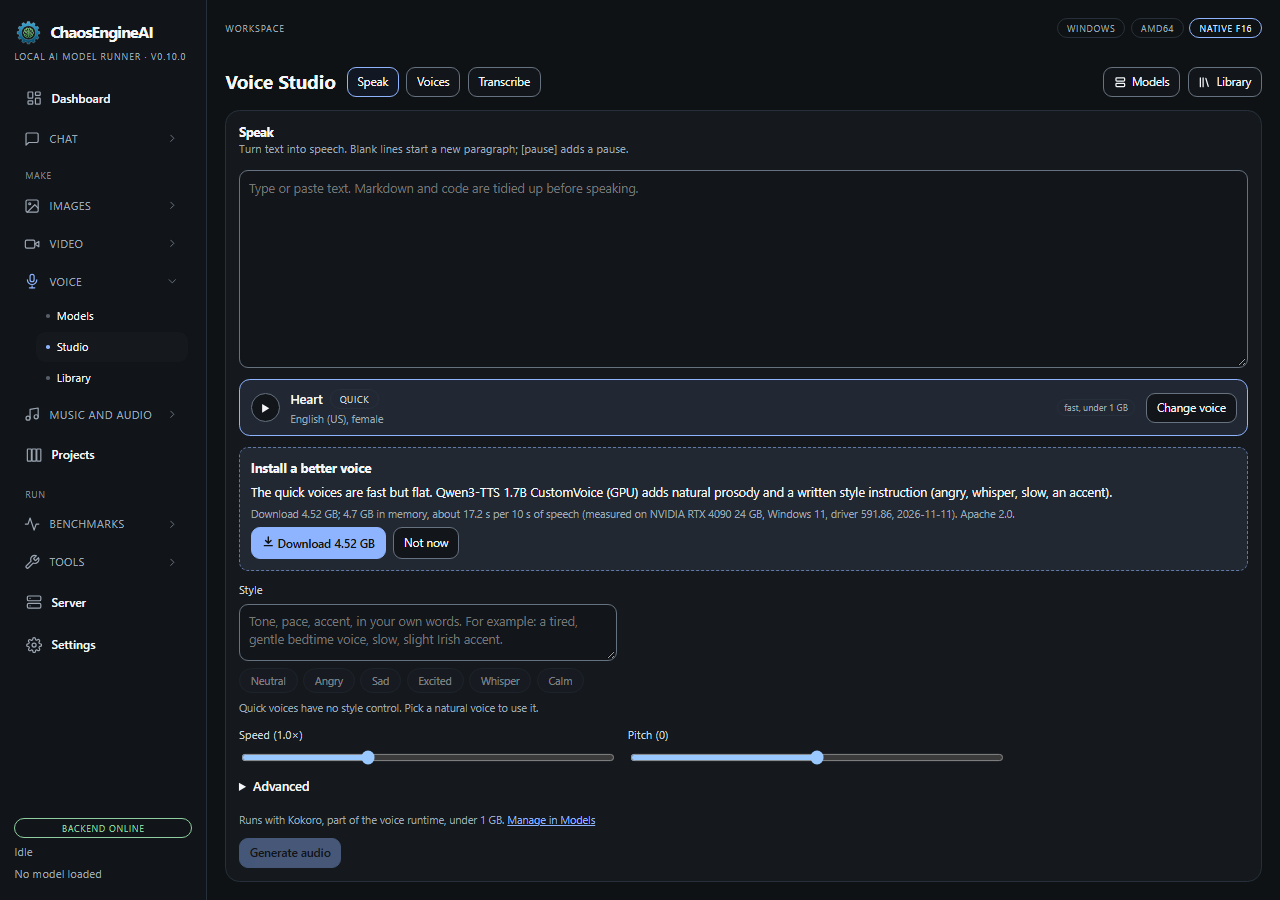 ChaosEngineAI
LOCAL AI MODEL RUNNER · V0.10.0
Dashboard
CHAT
MAKE
IMAGES
VIDEO
VOICE
Models
Studio
Library
MUSIC AND AUDIO
Projects
RUN
BENCHMARKS
TOOLS
Server
Settings
BACKEND ONLINE
Idle
No model loaded
WORKSPACE
WINDOWS
AMD64
NATIVE F16
Voice Studio
Speak
Voices
Transcribe
Models
Library
Speak
Turn text into speech. Blank lines start a new paragraph; [pause] adds a pause.
Type or paste text. Markdown and code are tidied up before speaking.
Heart QUICK
English (US), female
fast, under 1 GB
Change voice
Install a better voice
The quick voices are fast but flat. Qwen3-TTS 1.7B CustomVoice (GPU) adds natural prosody and a written style instruction (angry, whisper, slow, an accent).
Download 4.52 GB; 4.7 GB in memory, about 17.2 s per 10 s of speech (measured on NVIDIA RTX 4090 24 GB, Windows 11, driver 591.86, 2026-11-11). Apache 2.0.
Download 4.52 GB
Not now
Style
Tone, pace, accent, in your own words. For example: a tired,
gentle bedtime voice, slow, slight Irish accent.
Neutral
Angry
Sad
Excited
Whisper
Calm
Quick voices have no style control. Pick a natural voice to use it.
Speed (1.0×)
Pitch (0)
Advanced
Runs with Kokoro, part of the voice runtime, under 1 GB. Manage in Models
Generate audio